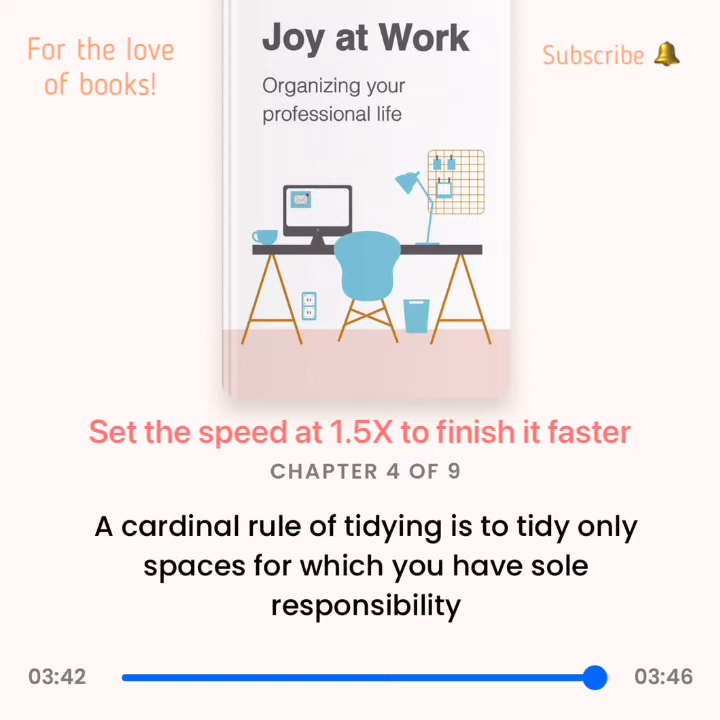 For the love
of books!
Joy at Work
Organizing your
professional life
Subscribe 🔔
Set the speed at 1.5X to finish it faster
CHAPTER 4 OF 9
A cardinal rule of tidying is to tidy only
spaces for which you have sole
responsibility
03:42
03:46